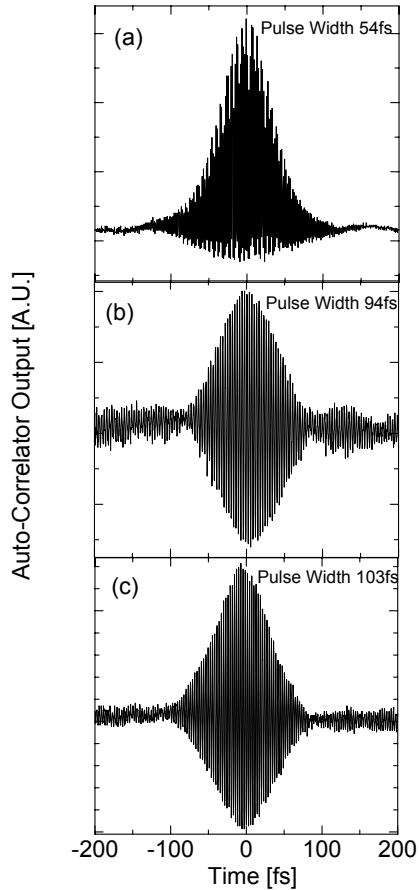 (a)
Pulse Width 54fs
(b)
Pulse Width 94fs
(c)
Pulse Width 103fs
Auto-Correlator Output [A.U.]
-200 -100 0 100 200
Time [fs]